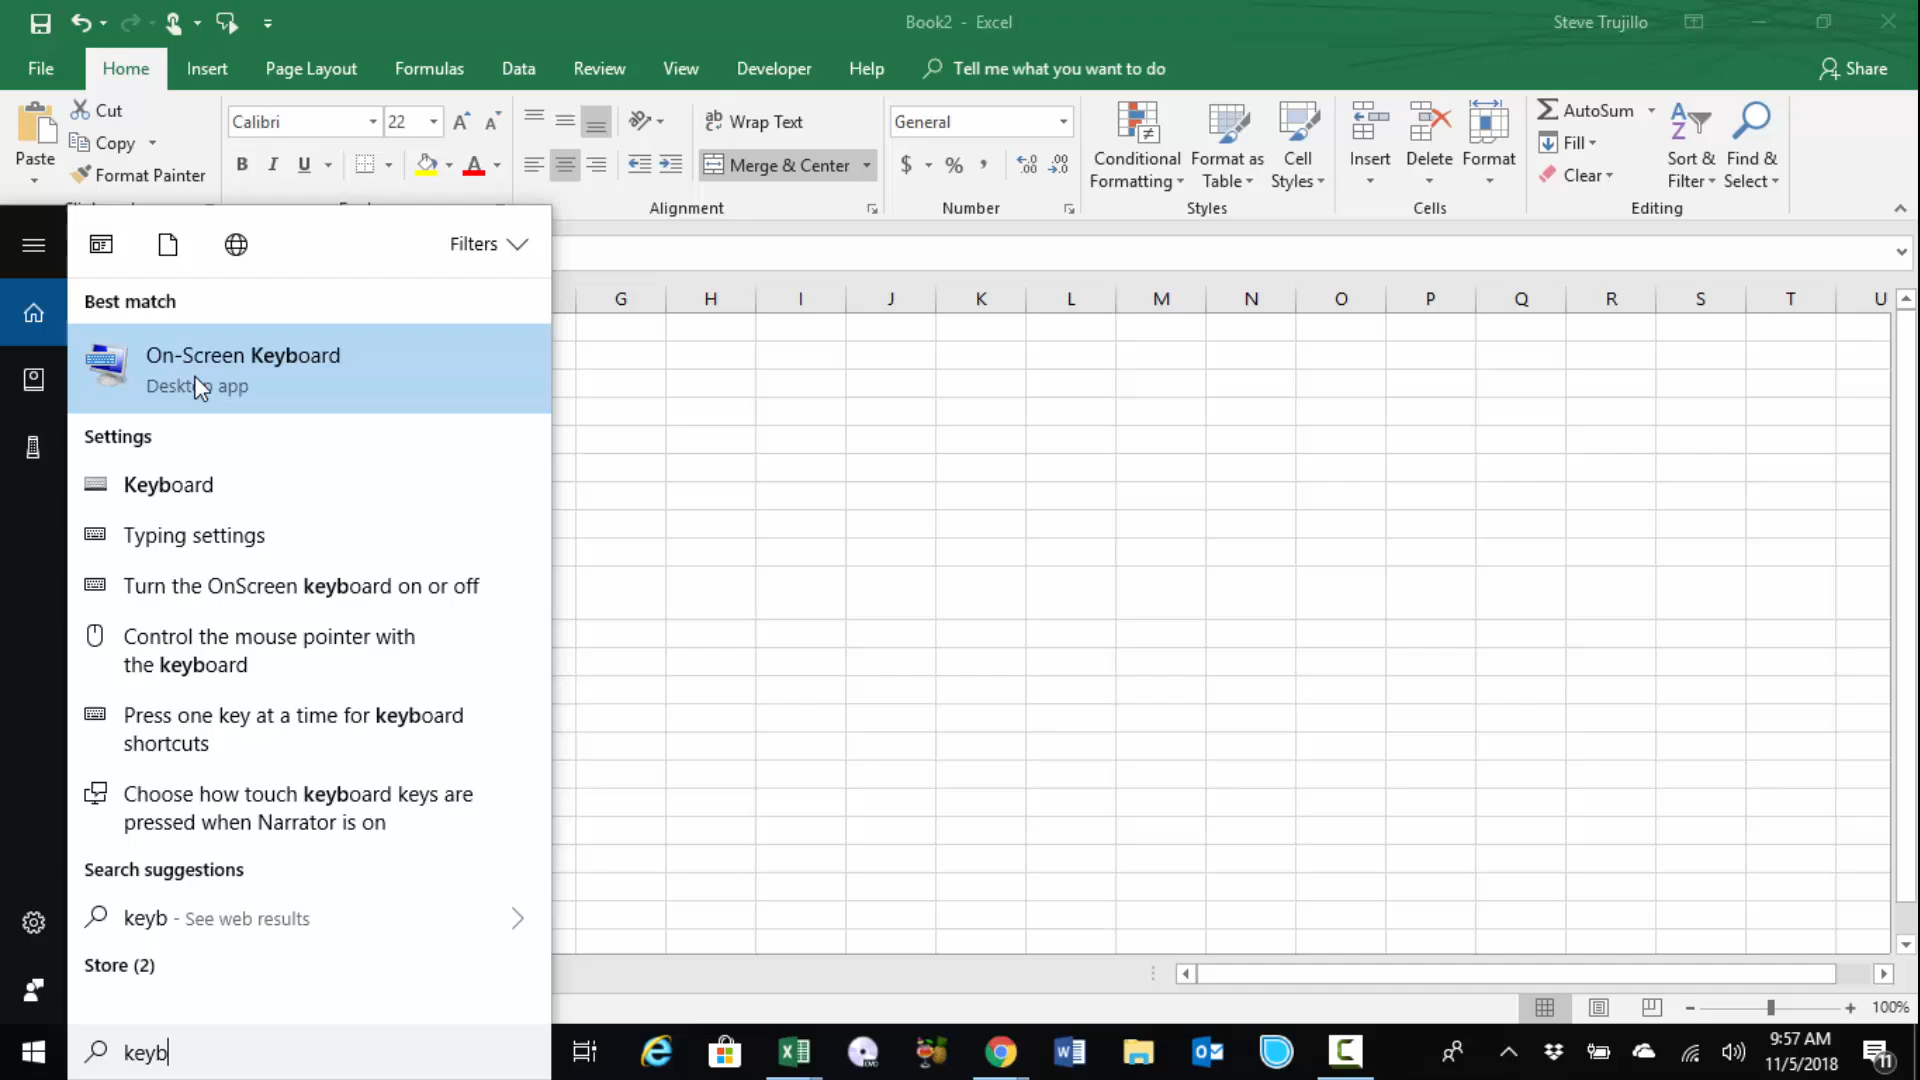 Book2 - Excel
Steve Trujillo
File Home Insert Page Layout Formulas Data Review View Developer Help Tell me what you want to do Share
Paste
Cut
Copy
Format Painter
Calibri 22
B I U
Wrap Text
Merge & Center
Alignment
General
$ % ,
Number
Conditional Formatting
Format as Table
Cell Styles
Styles
Insert Delete Format
Cells
AutoSum
Fill
Clear
Sort & Filter
Find & Select
Editing
Filters
Best match
On-Screen Keyboard
Desktop app
Settings
Keyboard
Typing settings
Turn the OnScreen keyboard on or off
Control the mouse pointer with
the keyboard
Press one key at a time for keyboard
shortcuts
Choose how touch keyboard keys are
pressed when Narrator is on
Search suggestions
keyb - See web results
Store (2)
keyb
G H I J K L M N O P Q R S T U
100%
9:57 AM
11/5/2018
11